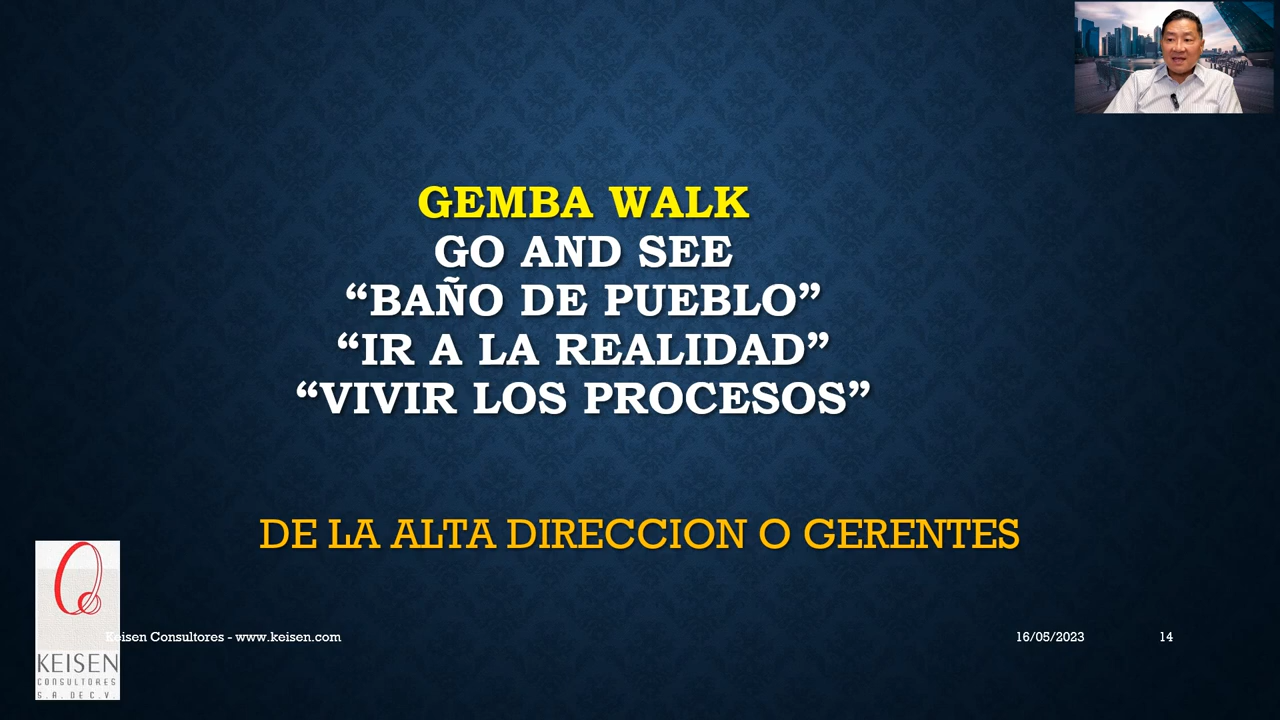 GEMBA WALK
GO AND SEE
“BAÑO DE PUEBLO”
“IR A LA REALIDAD”
“VIVIR LOS PROCESOS”
DE LA ALTA DIRECCION O GERENTES
Keisen Consultores - www.keisen.com
16/05/2023
14
KEISEN
CONSULTORES
S.A. DE C.V.